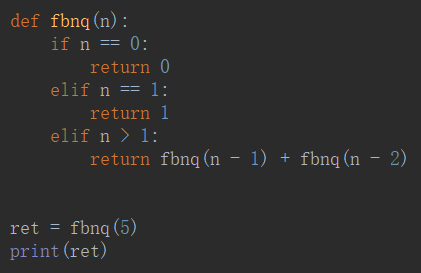 def fbnq(n):
    if n == 0:
        return 0
    elif n == 1:
        return 1
    elif n > 1:
        return fbnq(n - 1) + fbnq(n - 2)


ret = fbnq(5)
print(ret)